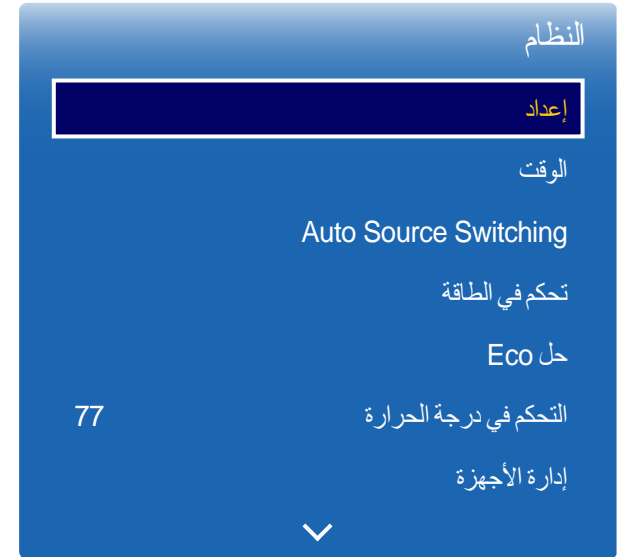 النظام
إعداد
الوقت
Auto Source Switching
تحكم في الطاقة
حل Eco
التحكم في درجة الحرارة 77
إدارة الأجهزة